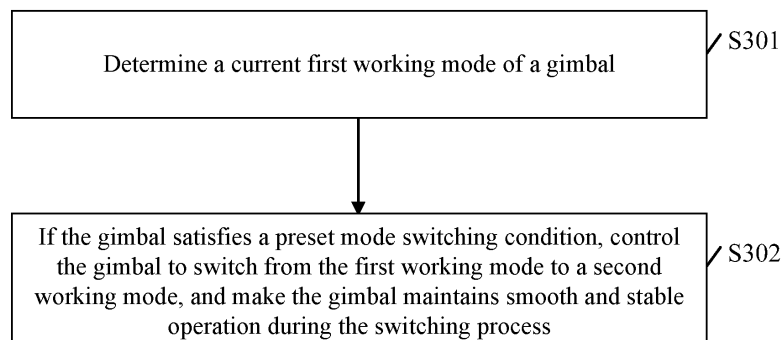 Determine a current first working mode of a gimbal
S301
If the gimbal satisfies a preset mode switching condition, control
the gimbal to switch from the first working mode to a second
working mode, and make the gimbal maintains smooth and stable
operation during the switching process
S302